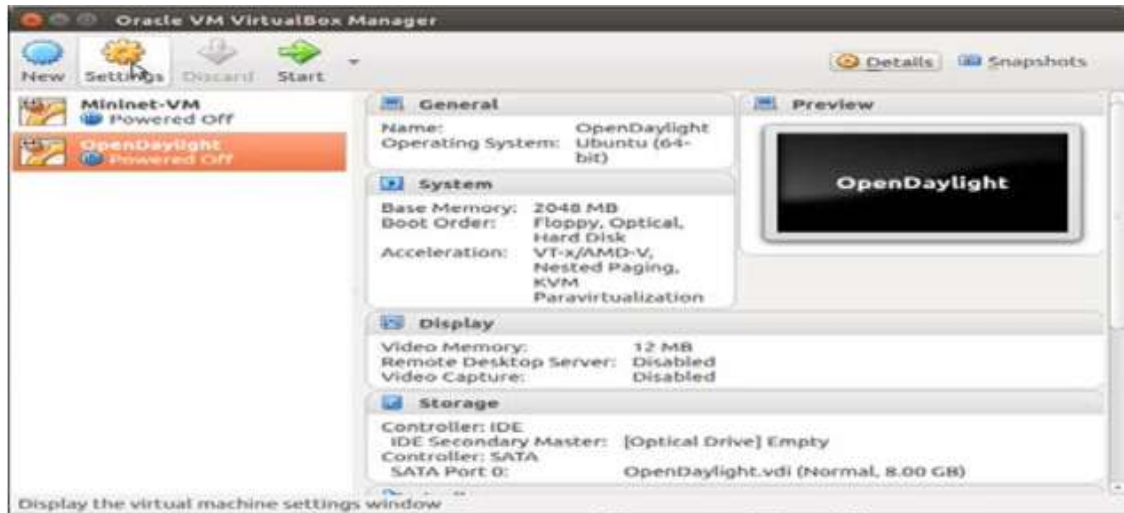 Oracle VM VirtualBox Manager
New Settings Discard Start
Details Snapshots
Mininet-VM
Powered Off
OpenDaylight
Powered Off
General
Name: OpenDaylight
Operating System: Ubuntu (64-
bit)
System
Base Memory: 2048 MB
Boot Order: Floppy, Optical,
Hard Disk
Acceleration: VT-x/AMD-V,
Nested Paging,
KVM
Paravirtualization
Preview
OpenDaylight
Display
Video Memory: 12 MB
Remote Desktop Server: Disabled
Video Capture: Disabled
Storage
Controller: IDE
IDE Secondary Master: [Optical Drive] Empty
Controller: SATA
SATA Port 0: OpenDaylight.vdi (Normal, 8.00 GB)
Display the virtual machine settings window